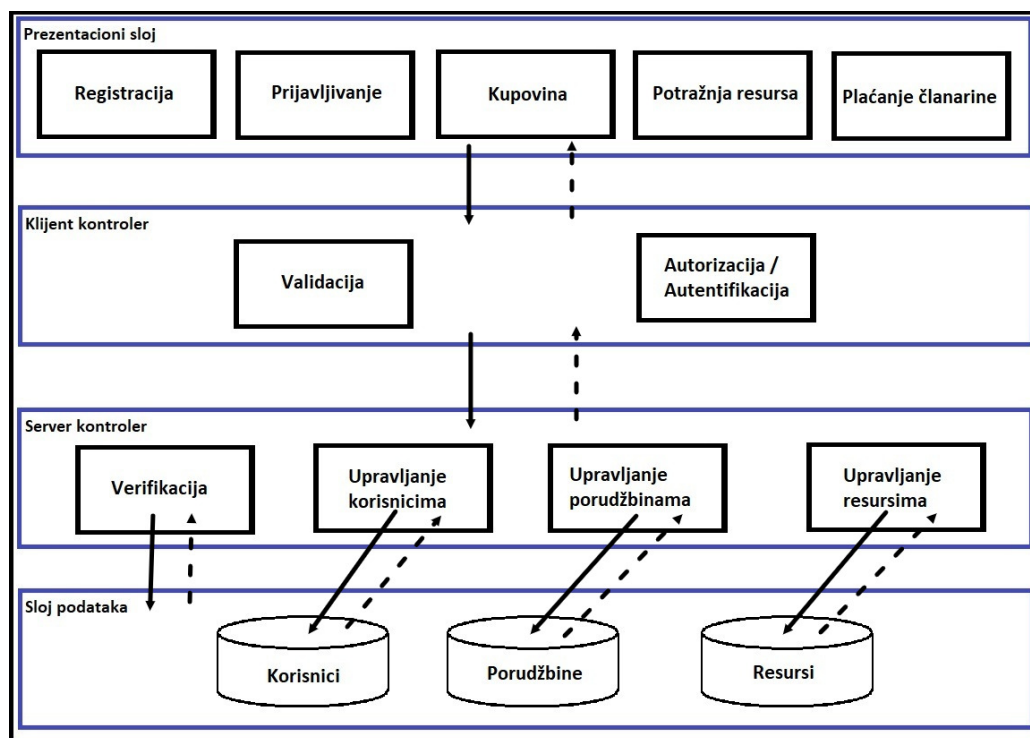 Prezentacioni sloj
Registracija
Prijavljivanje
Kupovina
Potražnja resursa
Plaćanje članarine
Klijent kontroler
Validacija
Autorizacija /
Autentifikacija
Server kontroler
Verifikacija
Upravljanje
korisnicima
Upravljanje
porudžbinama
Upravljanje
resursima
Sloj podataka
Korisnici
Porudžbine
Resursi